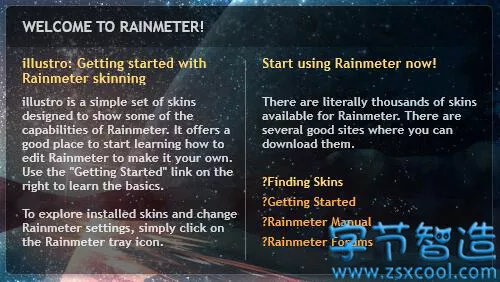 WELCOME TO RAINMETER!
illustro: Getting started with
Rainmeter skinning
illustro is a simple set of skins
designed to show some of the
capabilities of Rainmeter. It offers a
good place to start learning how to
edit Rainmeter to make it your own.
Use the "Getting Started" link on the
right to learn the basics.
To explore installed skins and change
Rainmeter settings, simply click on
the Rainmeter tray icon.
Start using Rainmeter now!
There are literally thousands of skins
available for Rainmeter. There are
several good sites where you can
download them.
?Finding Skins
?Getting Started
?Rainmeter Manual
?Rainmeter Forums
字节智造
www.zsxcool.com